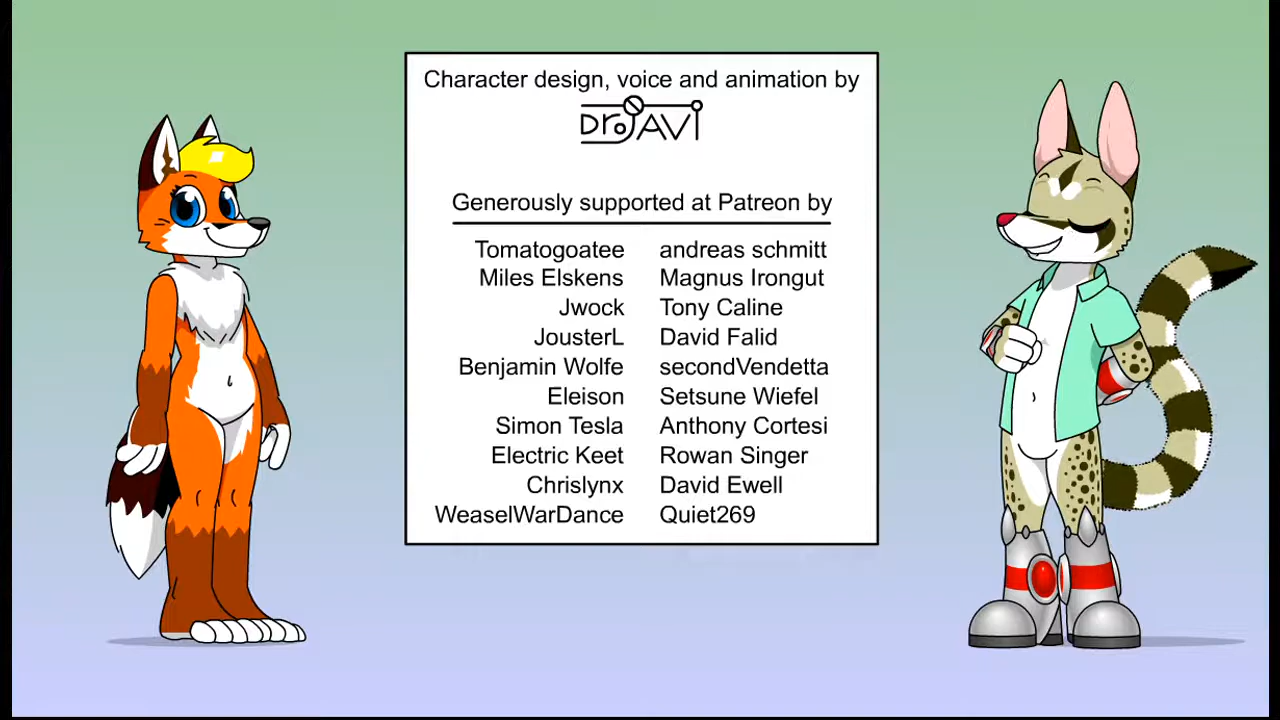 Character design, voice and animation by
DrJAVI
Generously supported at Patreon by
Tomatogoatee andreas schmitt
Miles Elskens Magnus Irongut
Jwock Tony Caline
JousterL David Falid
Benjamin Wolfe secondVendetta
Eleison Setsune Wiefel
Simon Tesla Anthony Cortesi
Electric Keet Rowan Singer
Chrislynx David Ewell
WeaselWarDance Quiet269